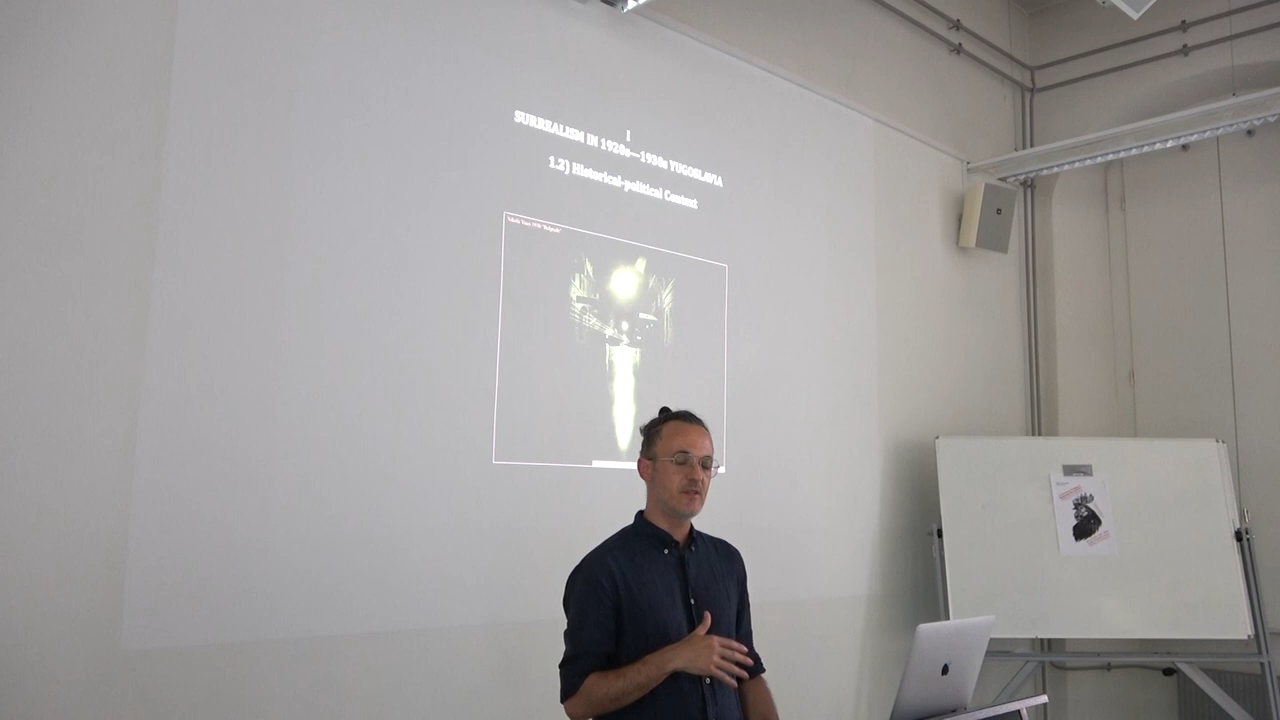 I
SURREALISM IN 1920s—1930s YUGOSLAVIA
1.2) Historical-political Context